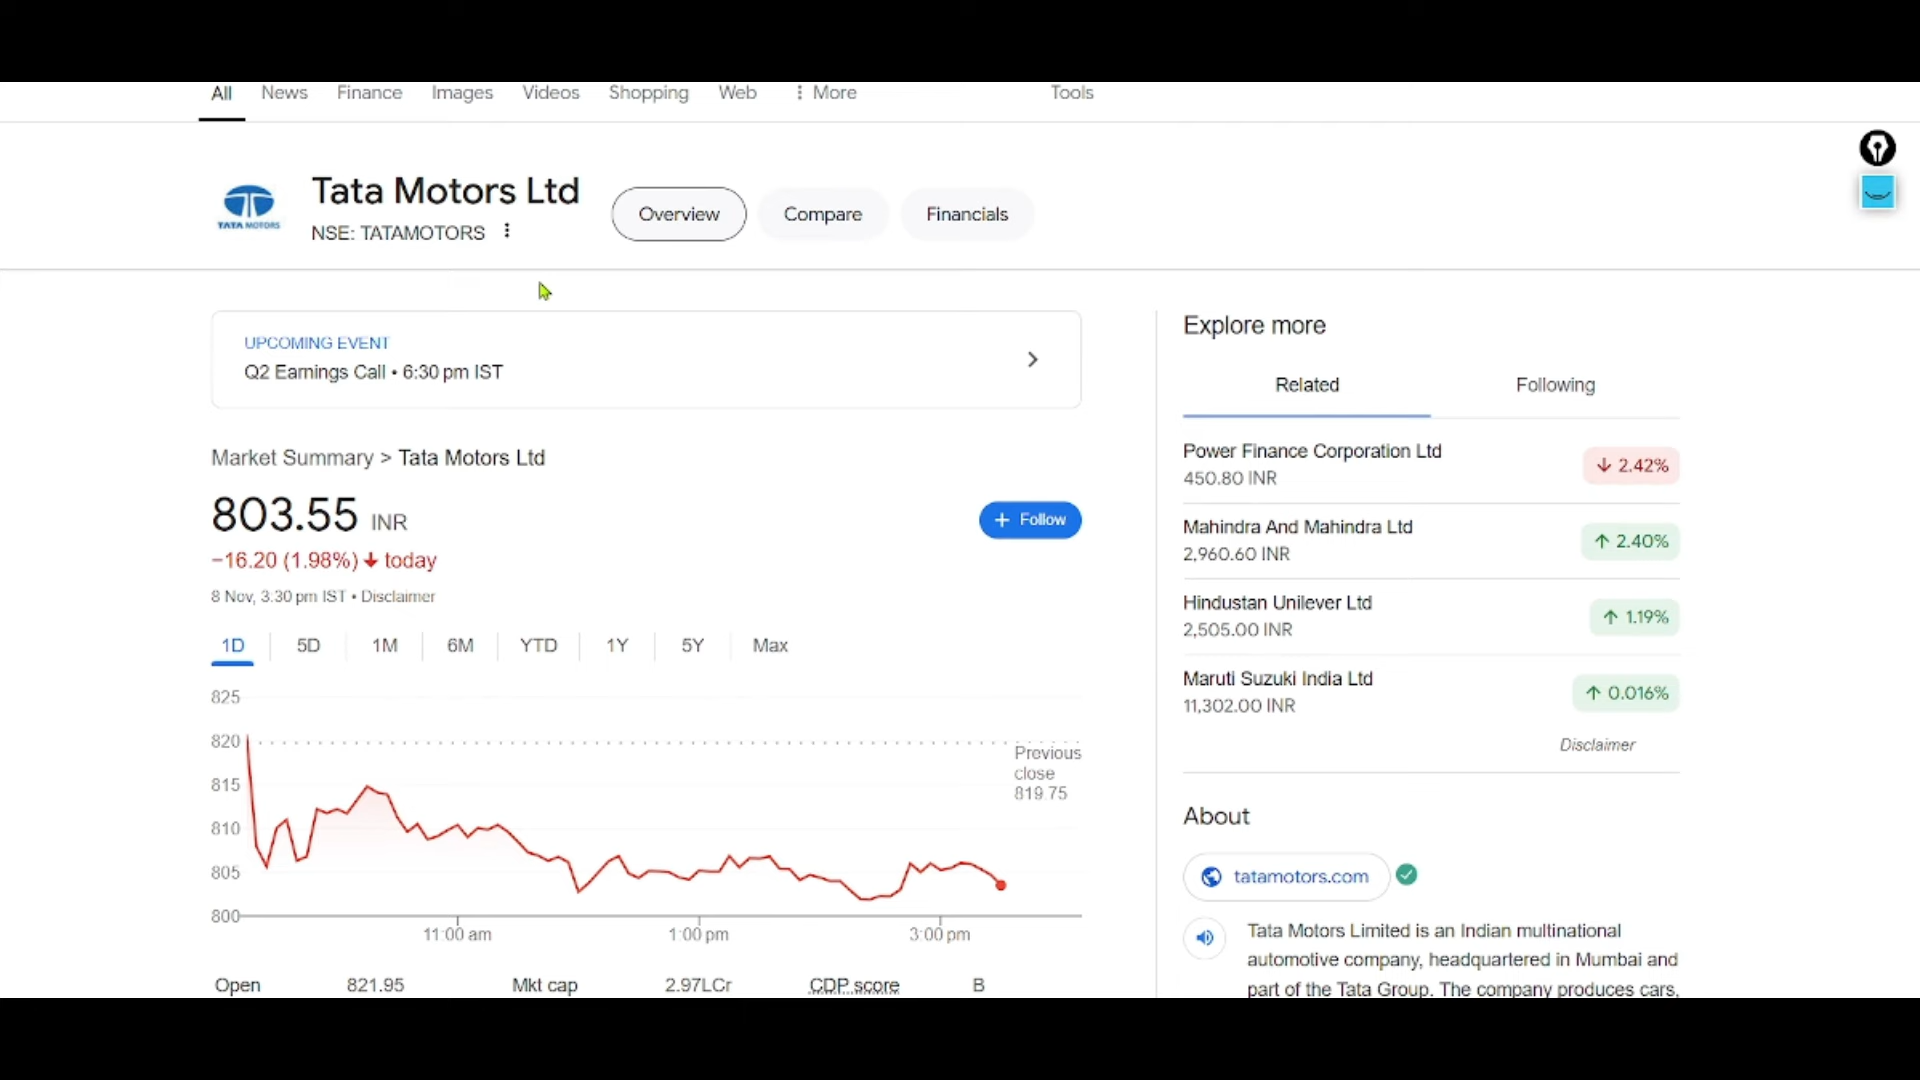 All News Finance Images Videos Shopping Web ⋮ More Tools
Tata Motors Ltd
NSE: TATAMOTORS ⋮
TATA MOTORS
Overview Compare Financials
UPCOMING EVENT
Q2 Earnings Call • 6:30 pm IST
Market Summary > Tata Motors Ltd
803.55 INR
+ Follow
−16.20 (1.98%) ↓ today
8 Nov, 3.30 pm IST • Disclaimer
1D 5D 1M 6M YTD 1Y 5Y Max
825
820
815
810
805
800
Previous
close
819.75
11:00 am 1:00 pm 3:00 pm
Open 821.95 Mkt cap 2.97LCr CDP score B
Explore more
Related Following
Power Finance Corporation Ltd
450.80 INR
↓ 2.42%
Mahindra And Mahindra Ltd
2,960.60 INR
↑ 2.40%
Hindustan Unilever Ltd
2,505.00 INR
↑ 1.19%
Maruti Suzuki India Ltd
11,302.00 INR
↑ 0.016%
Disclaimer
About
tatamotors.com
Tata Motors Limited is an Indian multinational
automotive company, headquartered in Mumbai and
part of the Tata Group. The company produces cars,